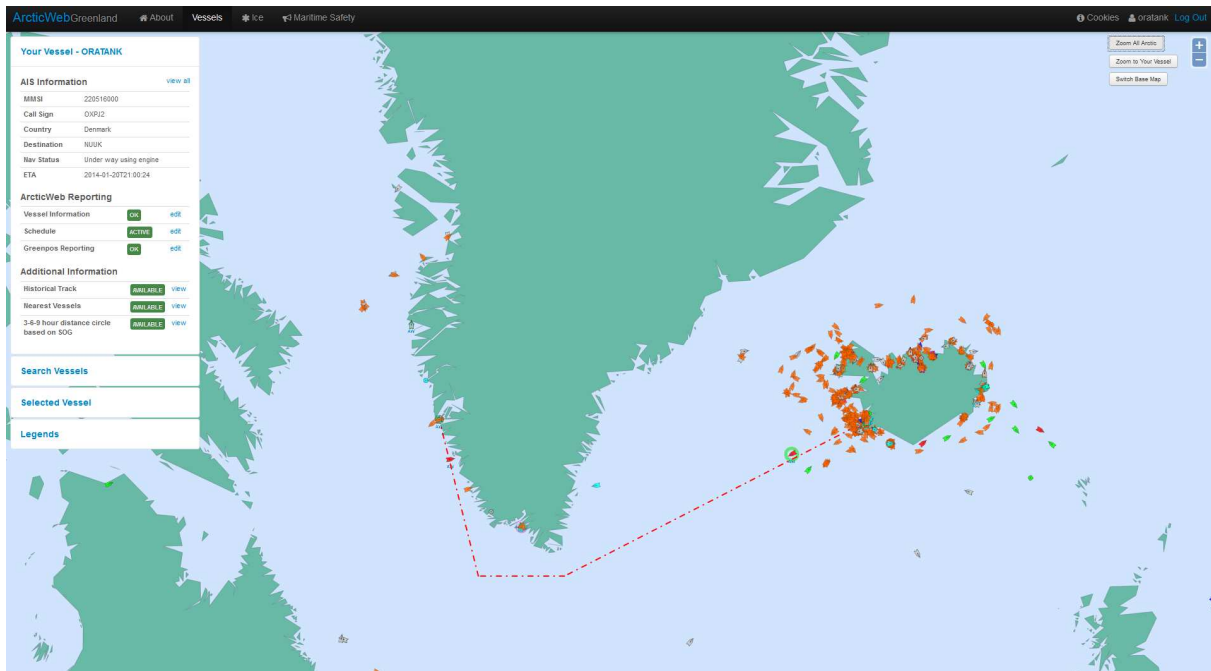 ArcticWebGreenland About Vessels Ice Maritime Safety Cookies oratank Log Out
Your Vessel - ORATANK
AIS Information view all
MMSI 220516000
Call Sign OXPJ2
Country Denmark
Destination NUUK
Nav Status Under way using engine
ETA 2014-01-20T21:00:24
ArcticWeb Reporting
Vessel Information OK edit
Schedule ACTIVE edit
Greenpos Reporting OK edit
Additional Information
Historical Track AVAILABLE view
Nearest Vessels AVAILABLE view
3-6-9 hour distance circle AVAILABLE view
based on SOG
Search Vessels
Selected Vessel
Legends
Zoom All Arctic
Zoom to Your Vessel
Switch Base Map
+
−